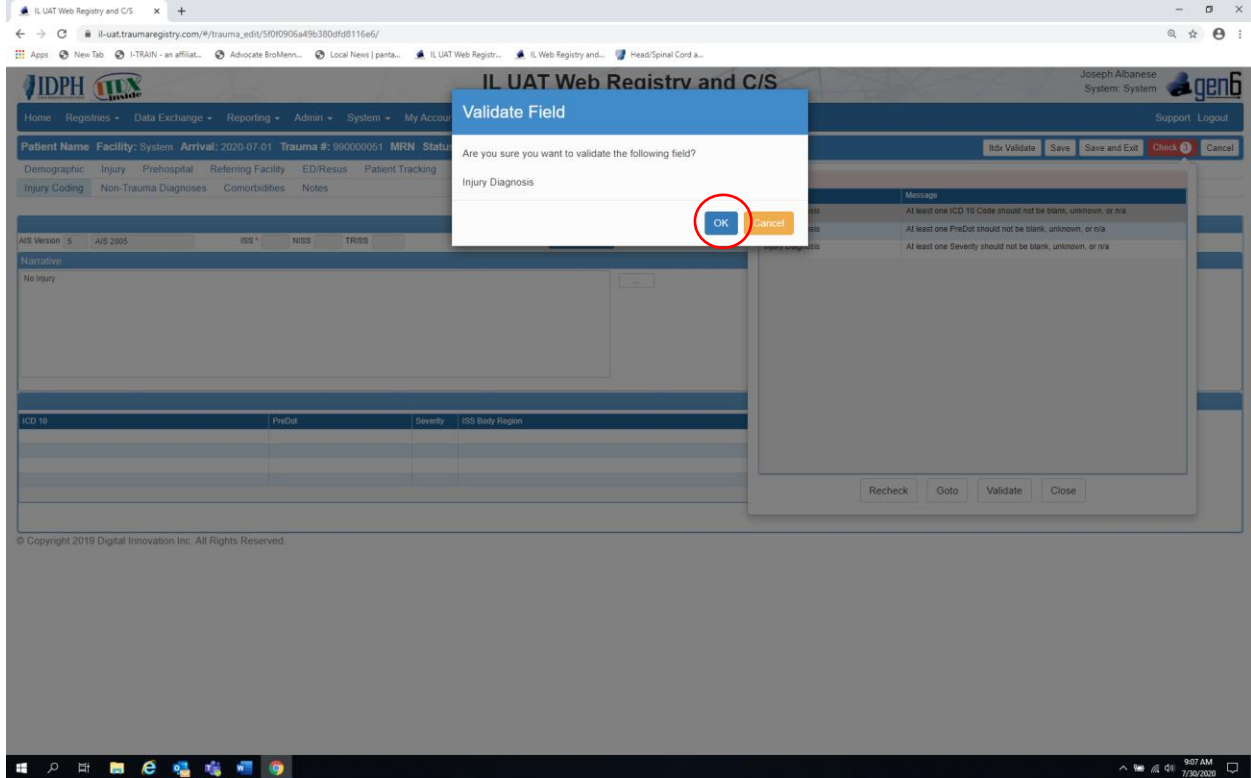 IL UAT Web Registry and C/S
il-uat.traumaregistry.com/#/trauma_edit/5f0f0906a49b380dfd8116e6/
Apps New Tab I-TRAIN - an affiliat... Advocate BroMenn... Local News | panta... IL UAT Web Registr... IL Web Registry and... Head/Spinal Cord a...
IDPH ITDX inside IL UAT Web Registry and C/S Joseph Albanese gen6
System: System
Home Registries Data Exchange Reporting Admin System My Accou Support Logout
Validate Field
Patient Name Facility: System Arrival: 2020-07-01 Trauma #: 990000051 MRN Statu Itdx Validate Save Save and Exit Check 3 Cancel
Are you sure you want to validate the following field?
Demographic Injury Prehospital Referring Facility ED/Resus Patient Tracking
Injury Diagnosis
Injury Coding Non-Trauma Diagnoses Comorbidities Notes
Message
At least one ICD 10 Code should not be blank, unknown, or n/a
OK Cancel
At least one PreDot should not be blank, unknown, or n/a
AIS Version 5 AIS 2005 ISS * NISS TRISS
Injury Diagnosis At least one Severity should not be blank, unknown, or n/a
Narrative
No Injury ...
ICD 10 PreDot Severity ISS Body Region
Recheck Goto Validate Close
© Copyright 2019 Digital Innovation Inc. All Rights Reserved.
9:07 AM
7/30/2020